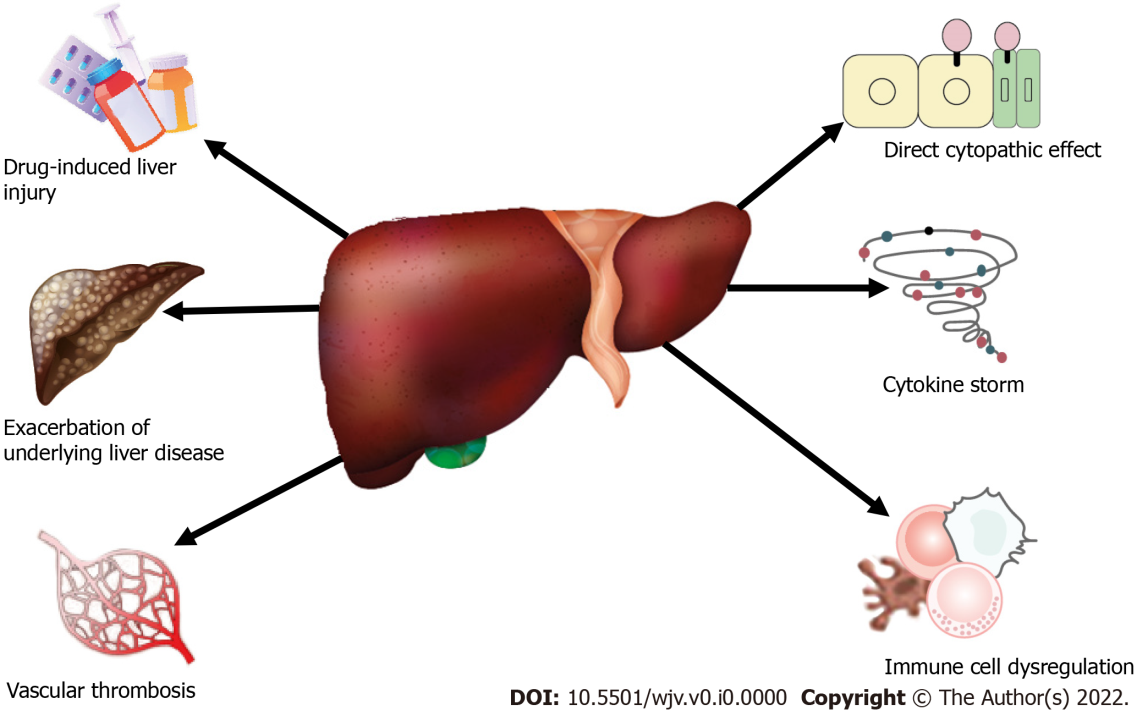 Drug-induced liver
injury
Direct cytopathic effect
Exacerbation of
underlying liver disease
Cytokine storm
Vascular thrombosis
Immune cell dysregulation
DOI: 10.5501/wjv.v0.i0.0000 Copyright © The Author(s) 2022.